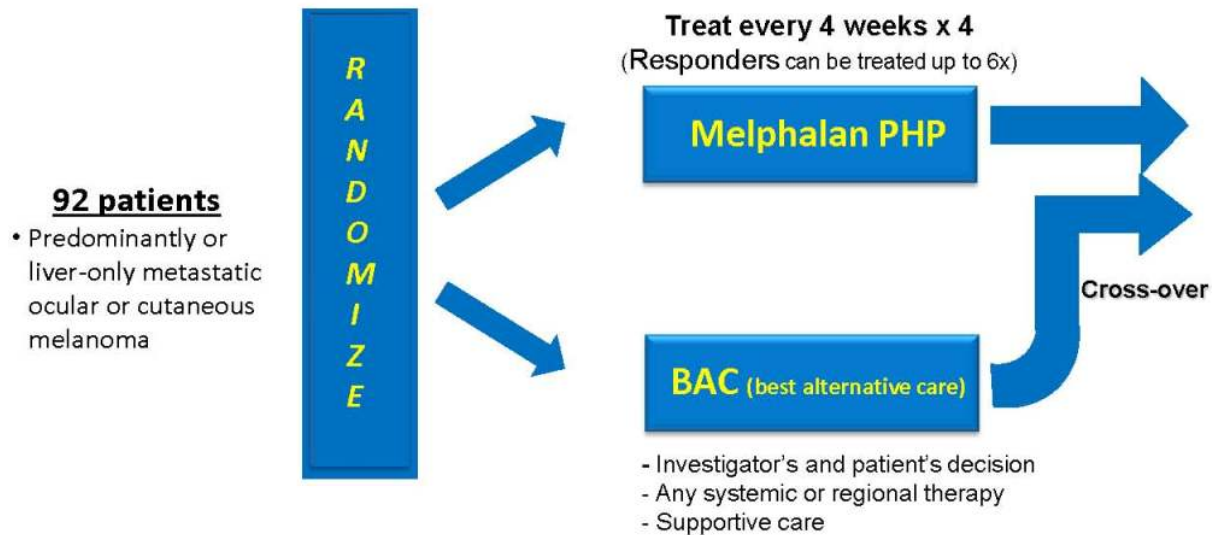 92 patients
• Predominantly or
liver-only metastatic
ocular or cutaneous
melanoma
RANDOMIZE
Treat every 4 weeks x 4
(Responders can be treated up to 6x)
Melphalan PHP
BAC (best alternative care)
- Investigator's and patient's decision
- Any systemic or regional therapy
- Supportive care
Cross-over